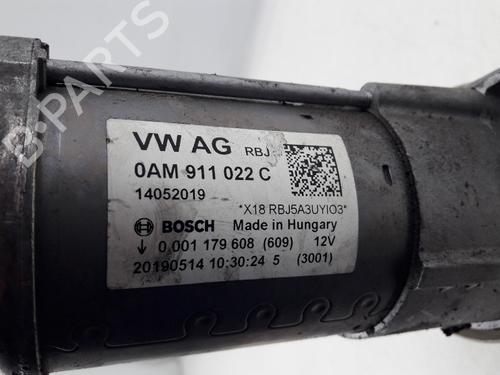 VW AG RBJ
0AM 911 022 C
14052019
*X18 RBJ5A3UYI03*
BOSCH Made in Hungary
0 001 179 608 (609) 12V
20190514 10:30:24 5 (3001)
B-PARTS